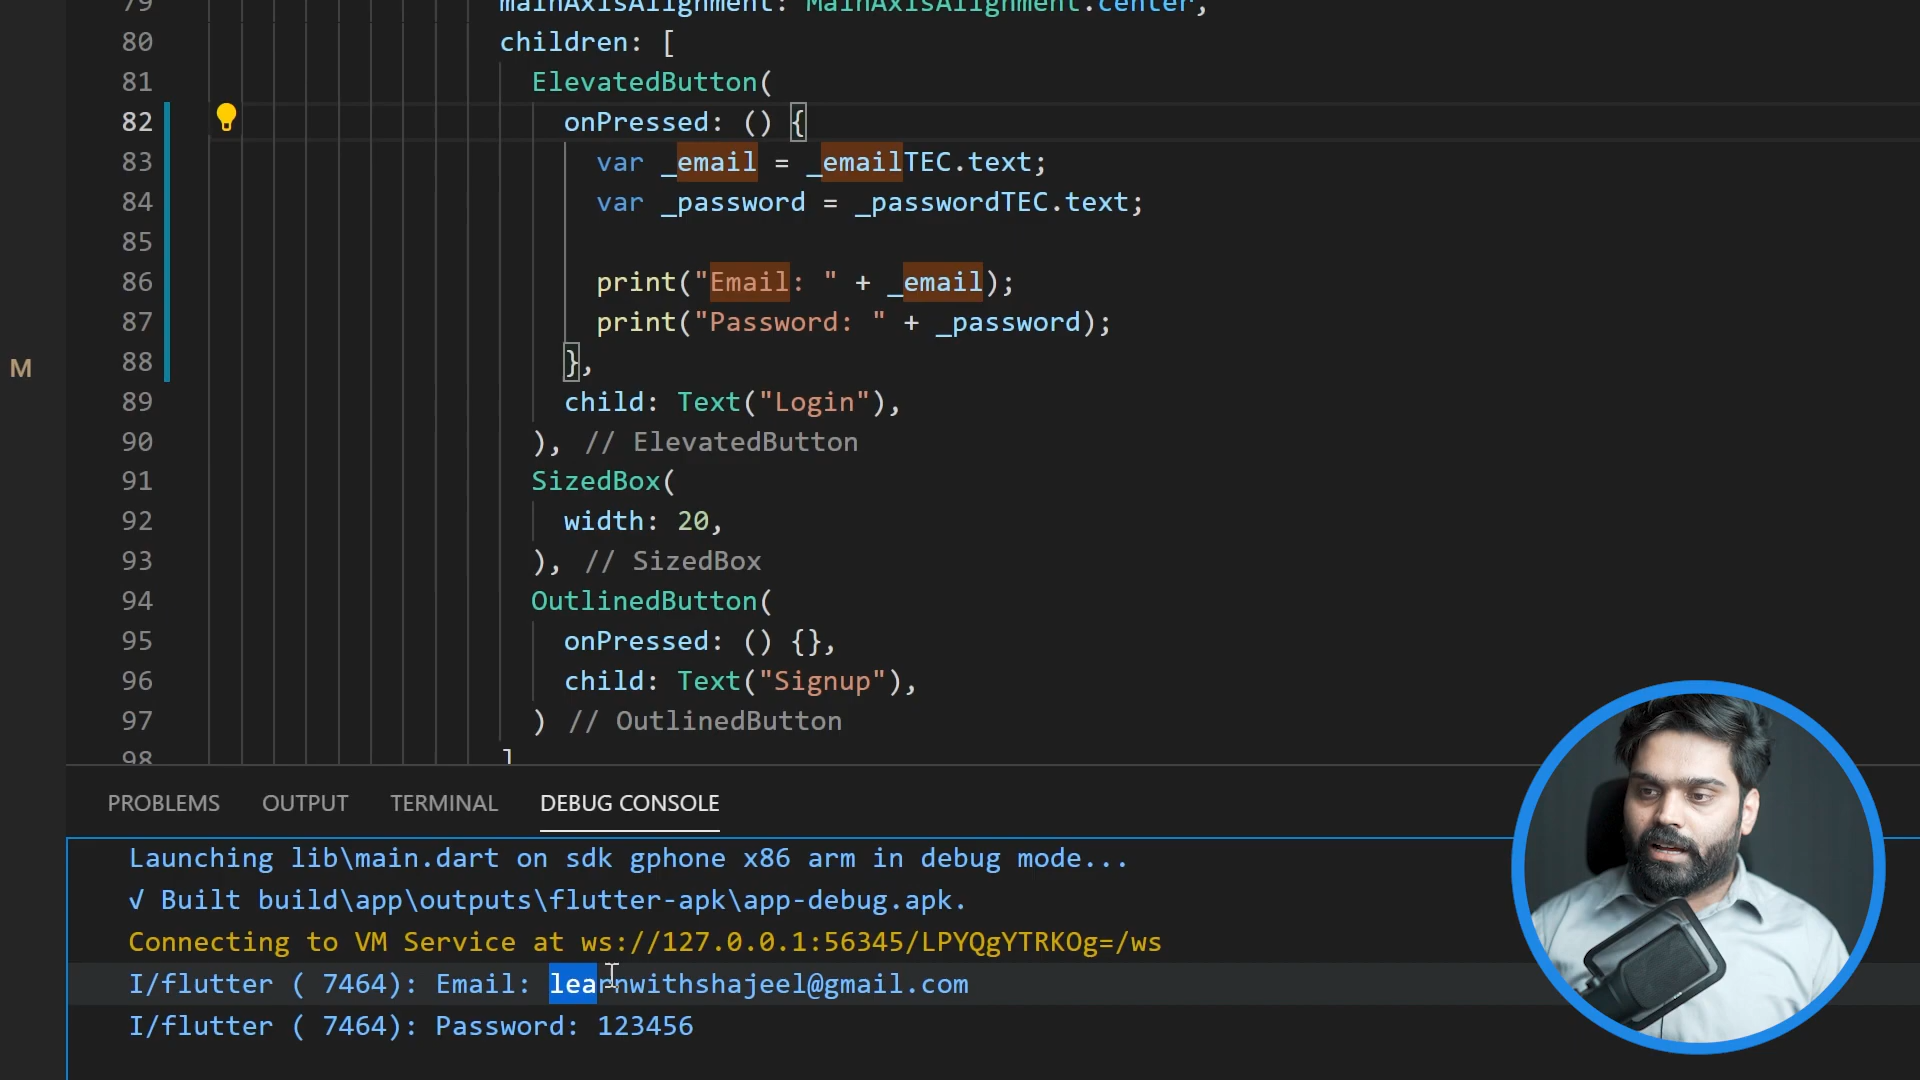 79 mainAxisAlignment: MainAxisAlignment.center,
80 children: [
81 ElevatedButton(
82 onPressed: () {
83 var _email = _emailTEC.text;
84 var _password = _passwordTEC.text;
85
86 print("Email: " + _email);
87 print("Password: " + _password);
88 },
89 child: Text("Login"),
90 ), // ElevatedButton
91 SizedBox(
92 width: 20,
93 ), // SizedBox
94 OutlinedButton(
95 onPressed: () {},
96 child: Text("Signup"),
97 ) // OutlinedButton
98 ]
M
PROBLEMS OUTPUT TERMINAL DEBUG CONSOLE
Launching lib\main.dart on sdk gphone x86 arm in debug mode...
√ Built build\app\outputs\flutter-apk\app-debug.apk.
Connecting to VM Service at ws://127.0.0.1:56345/LPYQgYTRKOg=/ws
I/flutter ( 7464): Email: learnwithshajeel@gmail.com
I/flutter ( 7464): Password: 123456